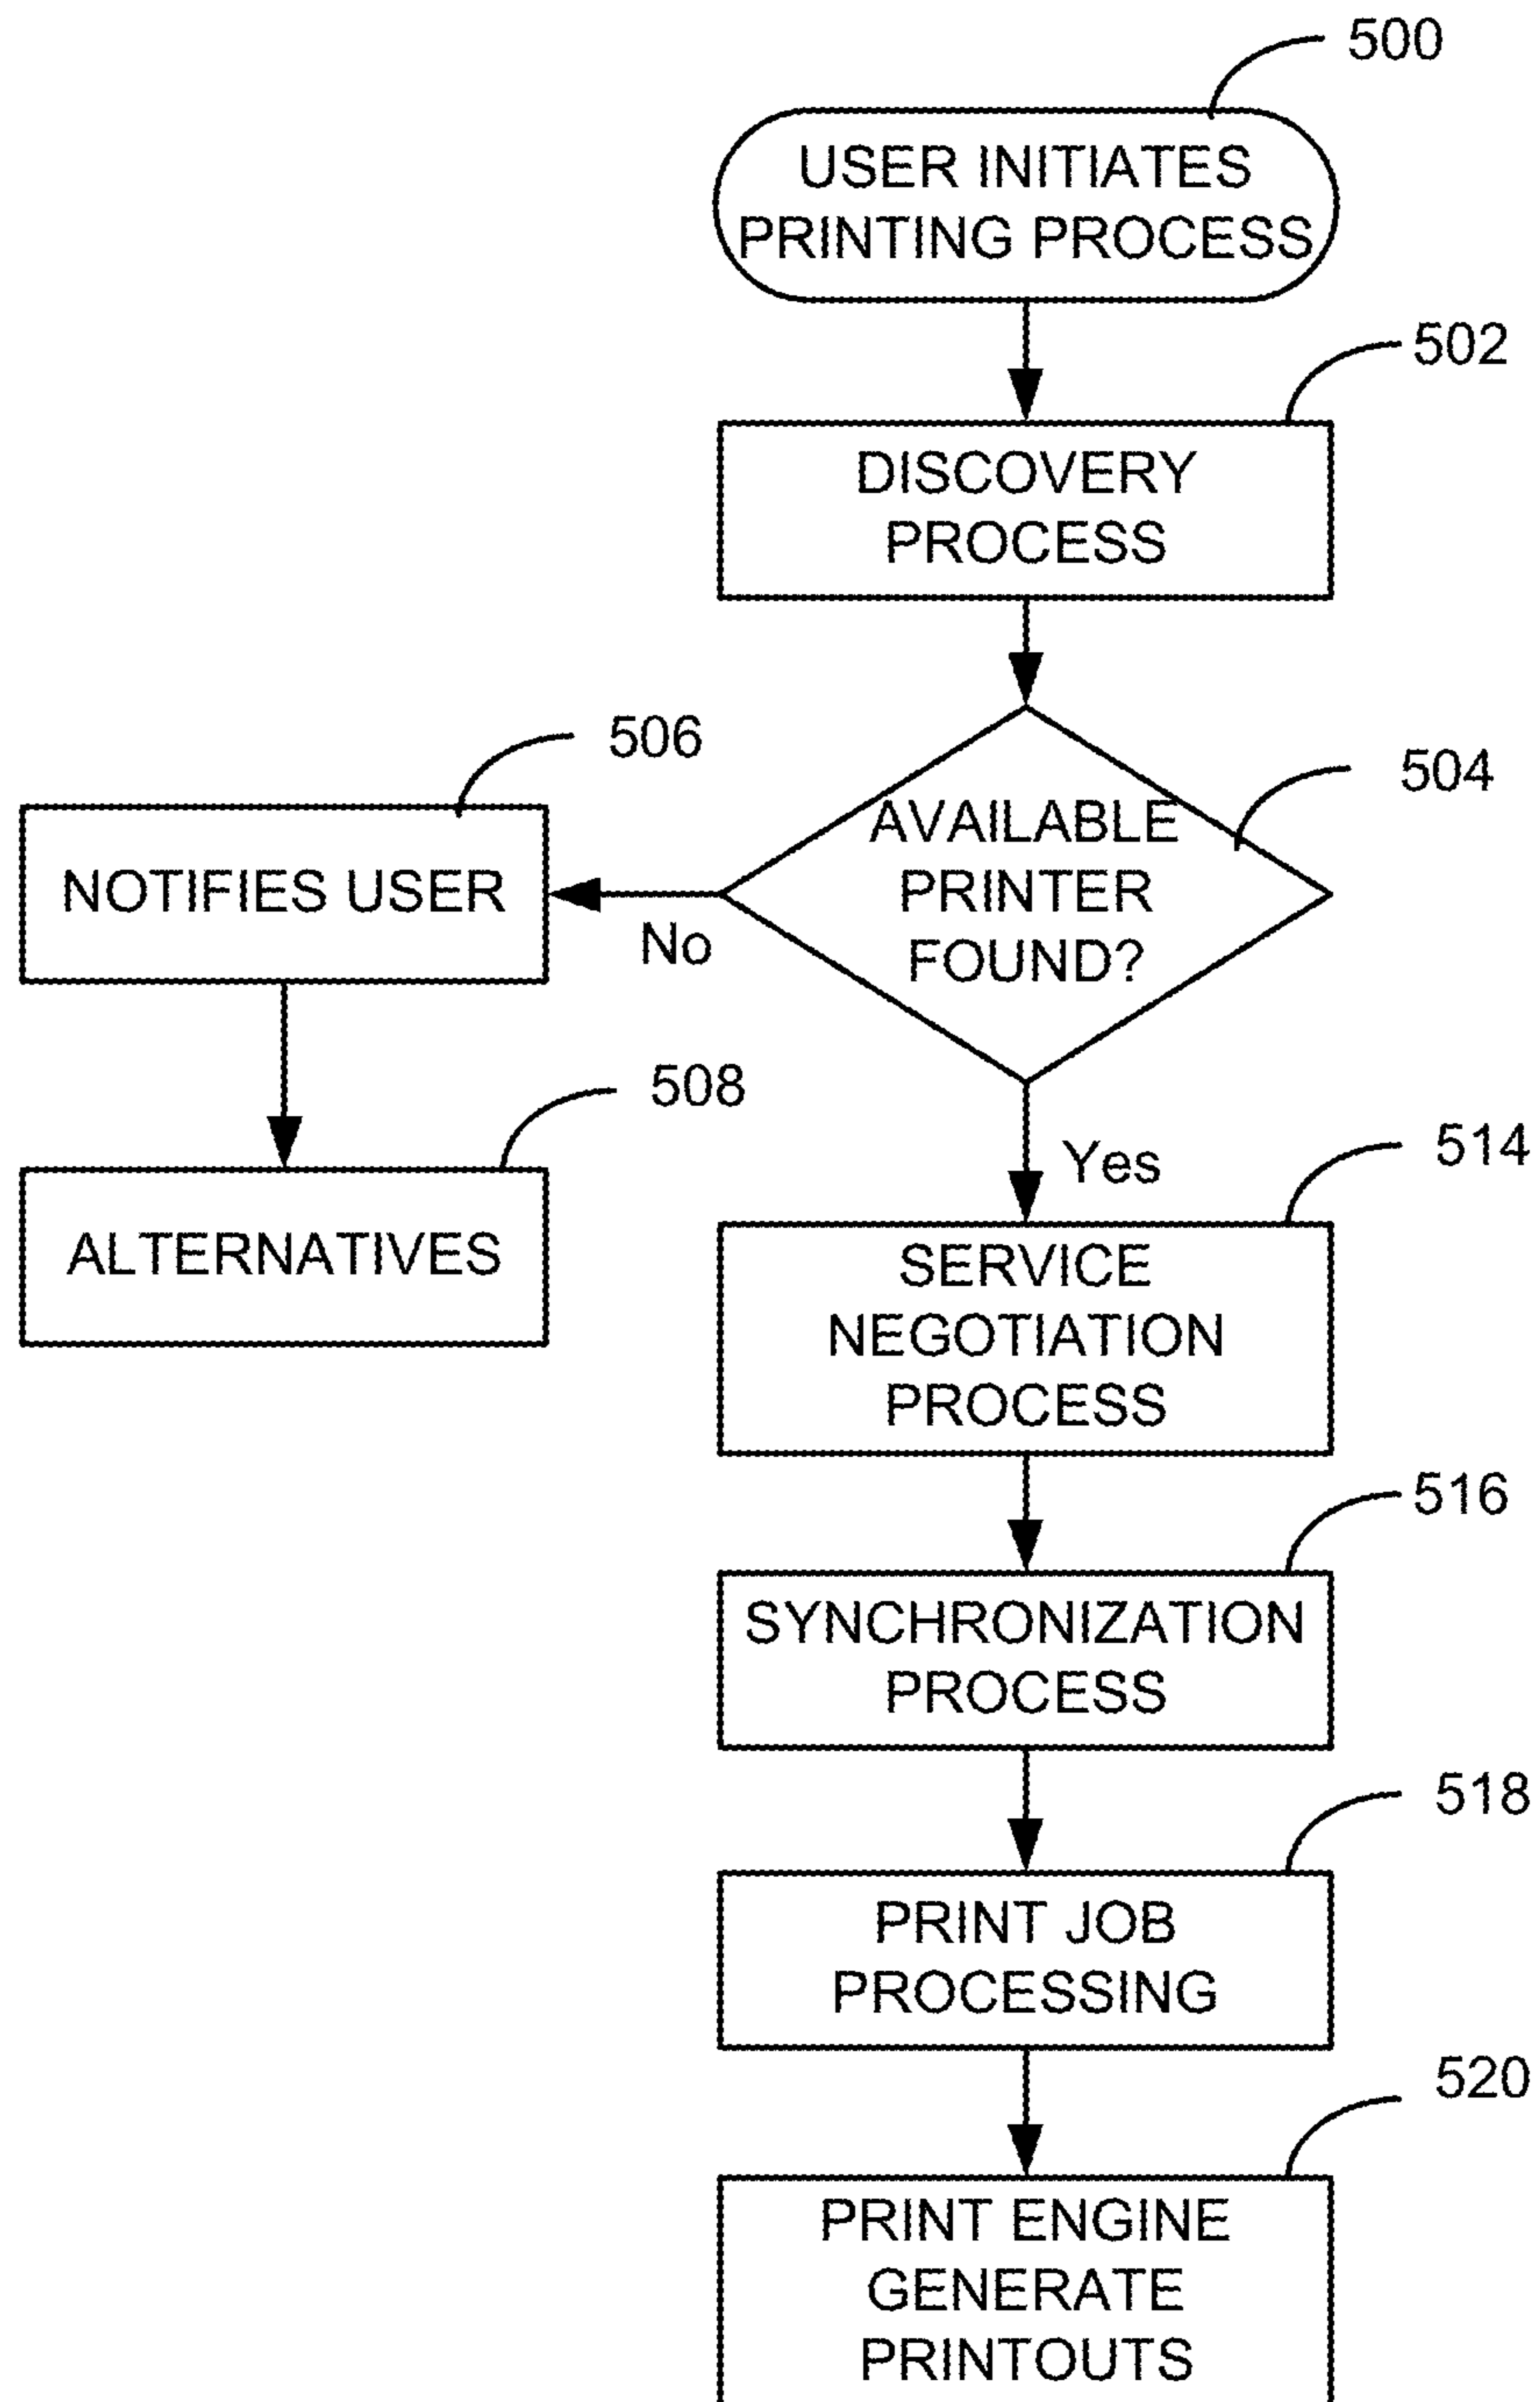 500
USER INITIATES
PRINTING PROCESS
502
DISCOVERY
PROCESS
504
AVAILABLE
PRINTER
FOUND?
No
506
NOTIFIES USER
508
ALTERNATIVES
Yes
514
SERVICE
NEGOTIATION
PROCESS
516
SYNCHRONIZATION
PROCESS
518
PRINT JOB
PROCESSING
520
PRINT ENGINE
GENERATE
PRINTOUTS